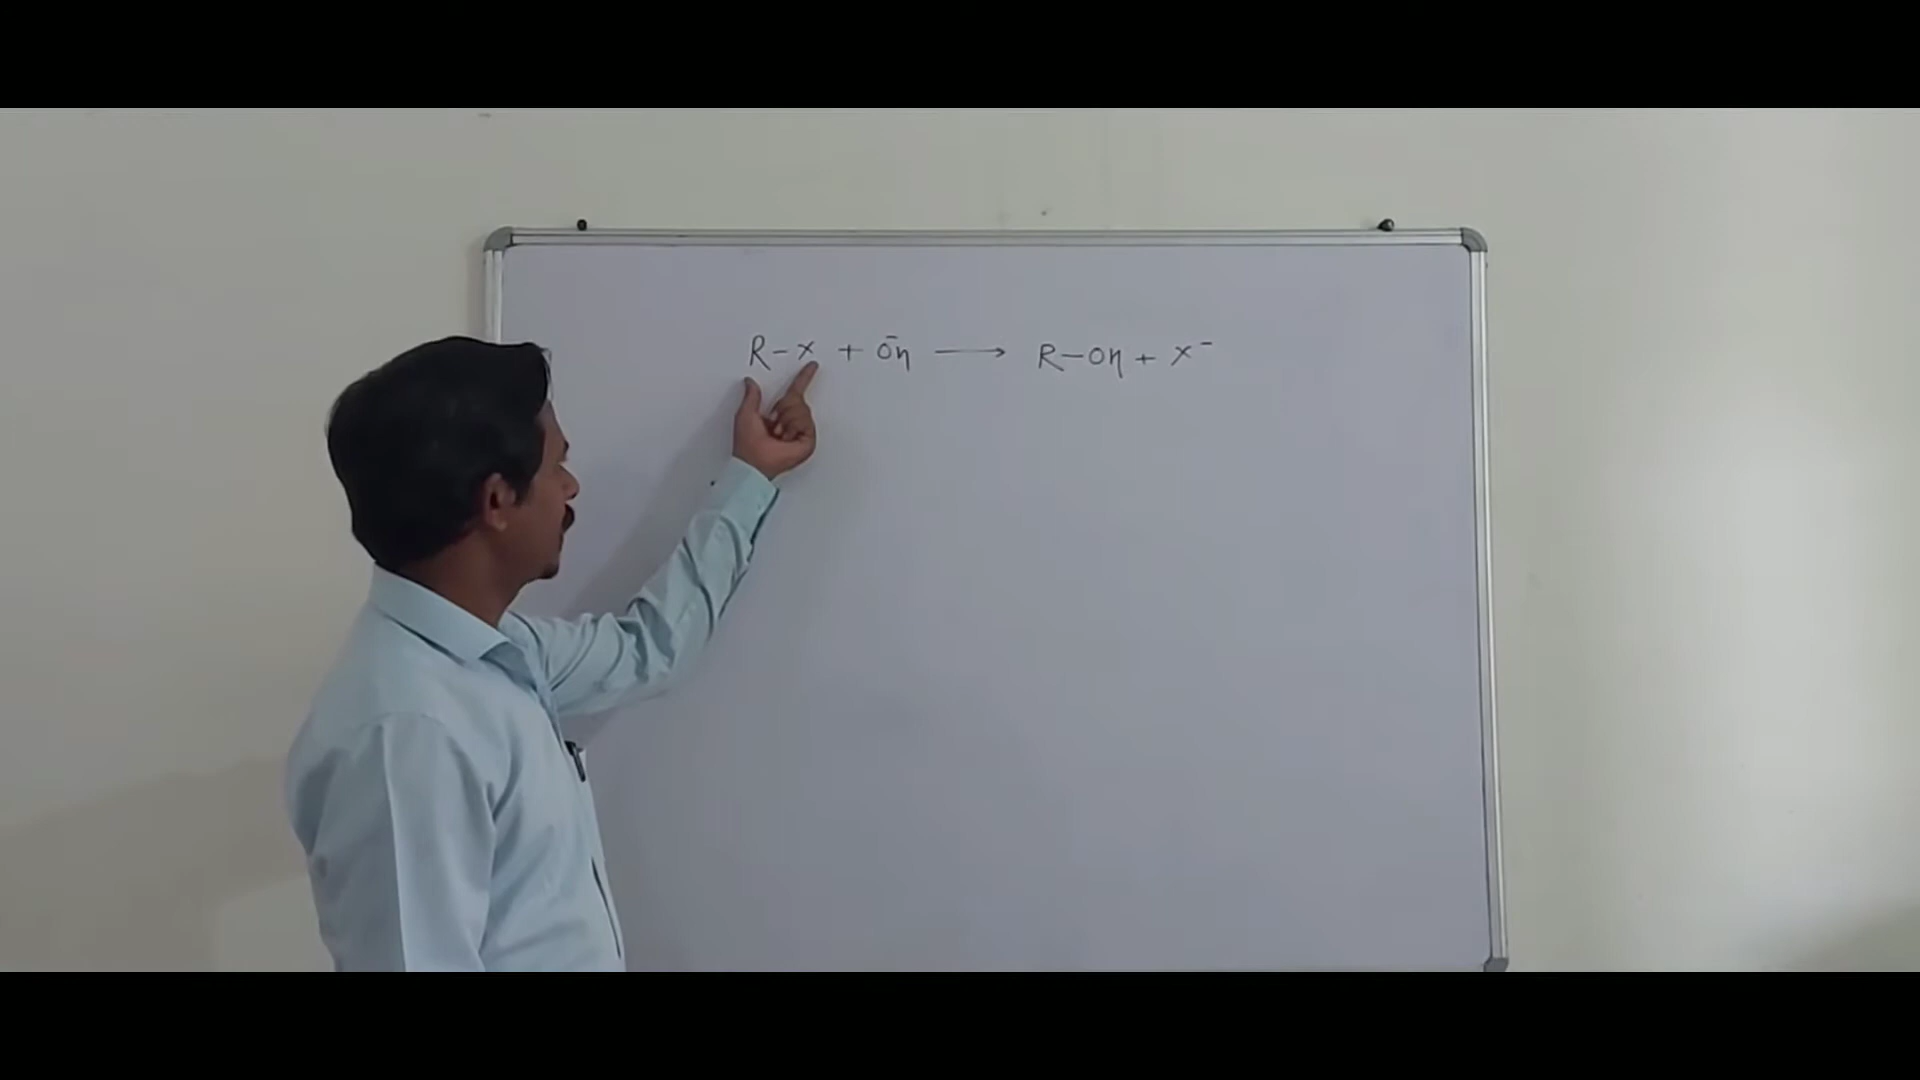 R-X + ŌH ⟶ R-OH + X⁻